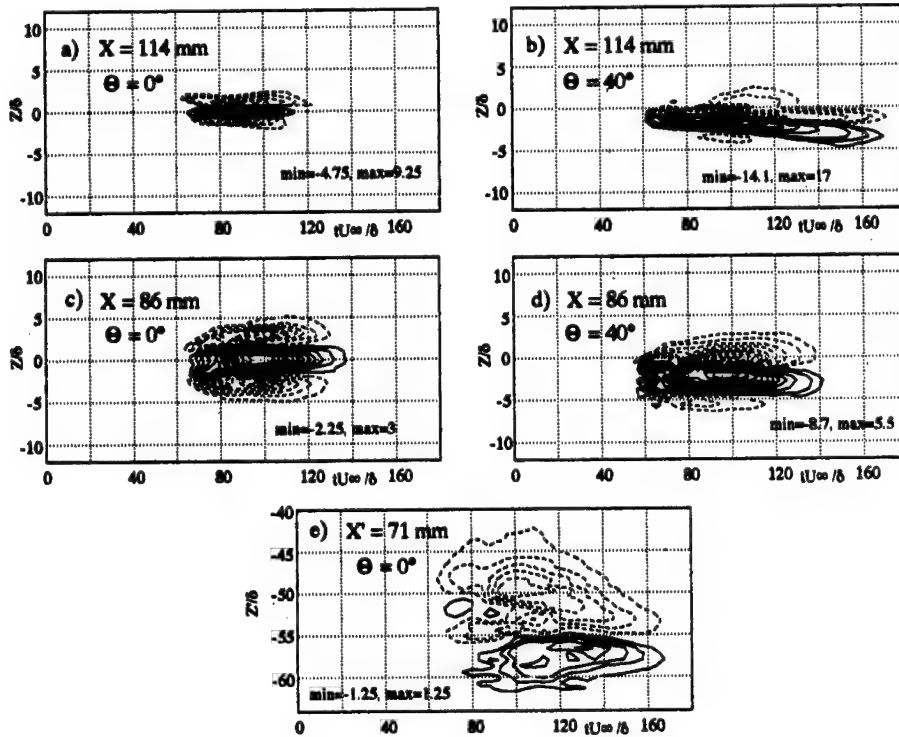 a) X = 114 mm
Θ = 0°
min=-4.75, max=9.25
Z/δ
10
5
0
-5
-10
0 40 80 120 tU∞/δ 160
b) X = 114 mm
Θ = 40°
min=-14.1, max=17
Z/δ
10
5
0
-5
-10
0 40 80 120 tU∞/δ 160
c) X = 86 mm
Θ = 0°
min=-2.25, max=3
Z/δ
10
5
0
-5
-10
0 40 80 120 tU∞/δ 160
d) X = 86 mm
Θ = 40°
min=-8.7, max=5.5
Z/δ
10
5
0
-5
-10
0 40 80 120 tU∞/δ 160
e) X' = 71 mm
Θ = 0°
min=-1.25, max=1.25
Z'/δ
-40
-45
-50
-55
-60
0 40 80 120 tU∞/δ 160 180